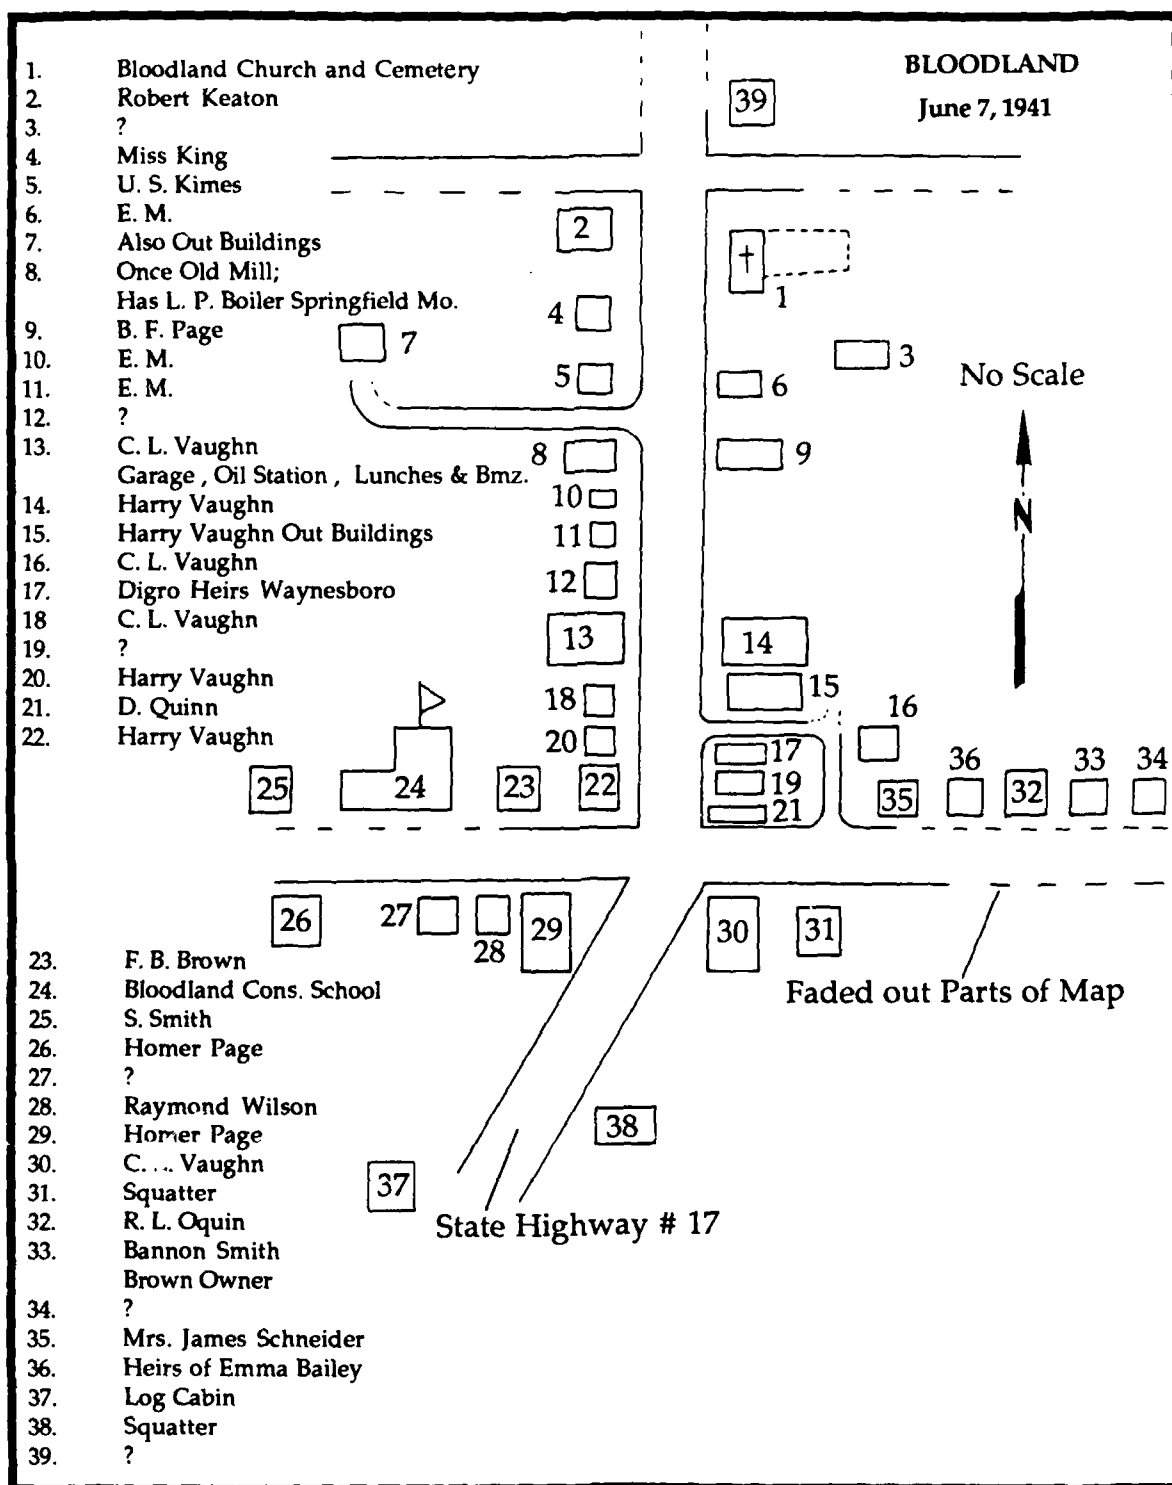 BLOODLAND
June 7, 1941
1. Bloodland Church and Cemetery
2. Robert Keaton
3. ?
4. Miss King
5. U. S. Kimes
6. E. M.
7. Also Out Buildings
8. Once Old Mill;
Has L. P. Boiler Springfield Mo.
9. B. F. Page
10. E. M.
11. E. M.
12. ?
13. C. L. Vaughn
Garage , Oil Station , Lunches & Bmz.
14. Harry Vaughn
15. Harry Vaughn Out Buildings
16. C. L. Vaughn
17. Digro Heirs Waynesboro
18 C. L. Vaughn
19. ?
20. Harry Vaughn
21. D. Quinn
22. Harry Vaughn
39
2
1
4
7
3
No Scale
5
6
8
9
10
N
11
12
13
14
18
15
16
20
17
36
33
34
25
24
23
22
19
35
32
21
26
27
28
29
30
31
Faded out Parts of Map
38
37
State Highway # 17
23. F. B. Brown
24. Bloodland Cons. School
25. S. Smith
26. Homer Page
27. ?
28. Raymond Wilson
29. Homer Page
30. C. ... Vaughn
31. Squatter
32. R. L. Oquin
33. Bannon Smith
Brown Owner
34. ?
35. Mrs. James Schneider
36. Heirs of Emma Bailey
37. Log Cabin
38. Squatter
39. ?